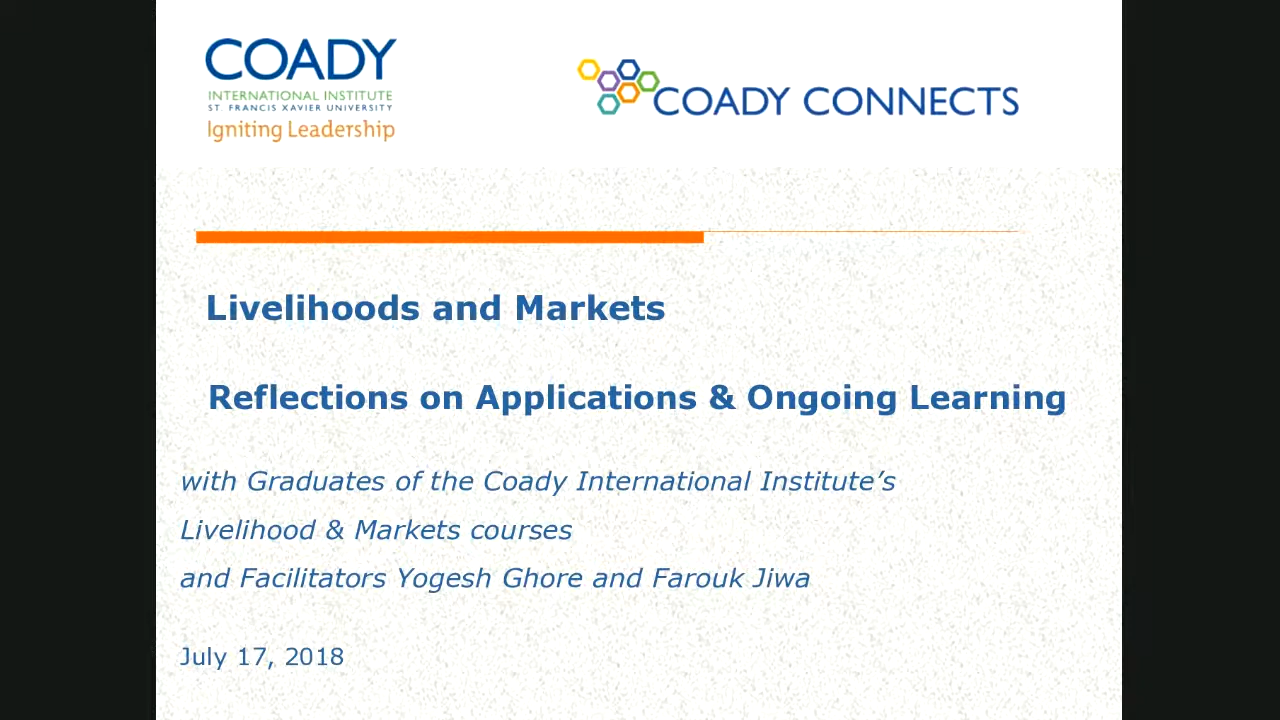 COADY
INTERNATIONAL INSTITUTE
ST. FRANCIS XAVIER UNIVERSITY
Igniting Leadership
COADY CONNECTS
Livelihoods and Markets
Reflections on Applications & Ongoing Learning
with Graduates of the Coady International Institute’s
Livelihood & Markets courses
and Facilitators Yogesh Ghore and Farouk Jiwa
July 17, 2018